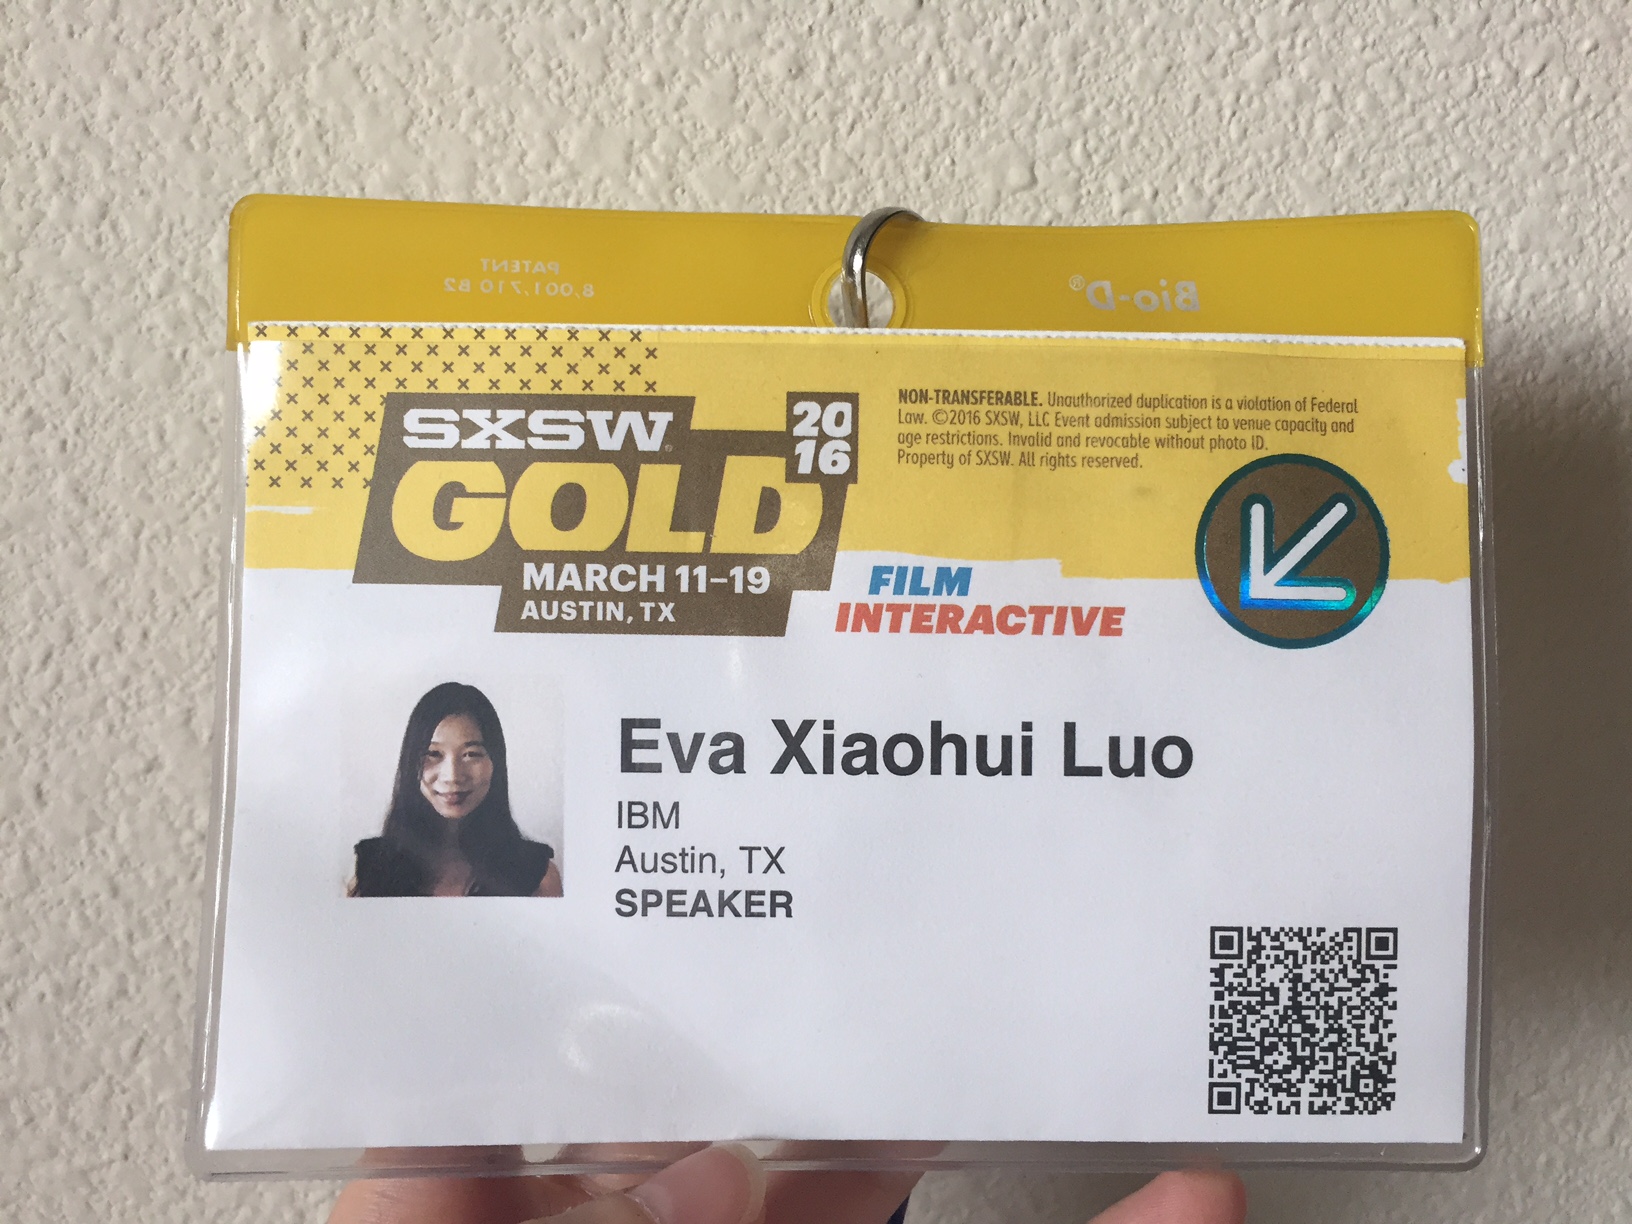 PATENT
8,001,710 B2
Bio-D®
SXSW®
20
16
GOLD
MARCH 11–19
AUSTIN, TX
NON-TRANSFERABLE. Unauthorized duplication is a violation of Federal
Law. ©2016 SXSW, LLC Event admission subject to venue capacity and
age restrictions. Invalid and revocable without photo ID.
Property of SXSW. All rights reserved.
FILM
INTERACTIVE
Eva Xiaohui Luo
IBM
Austin, TX
SPEAKER